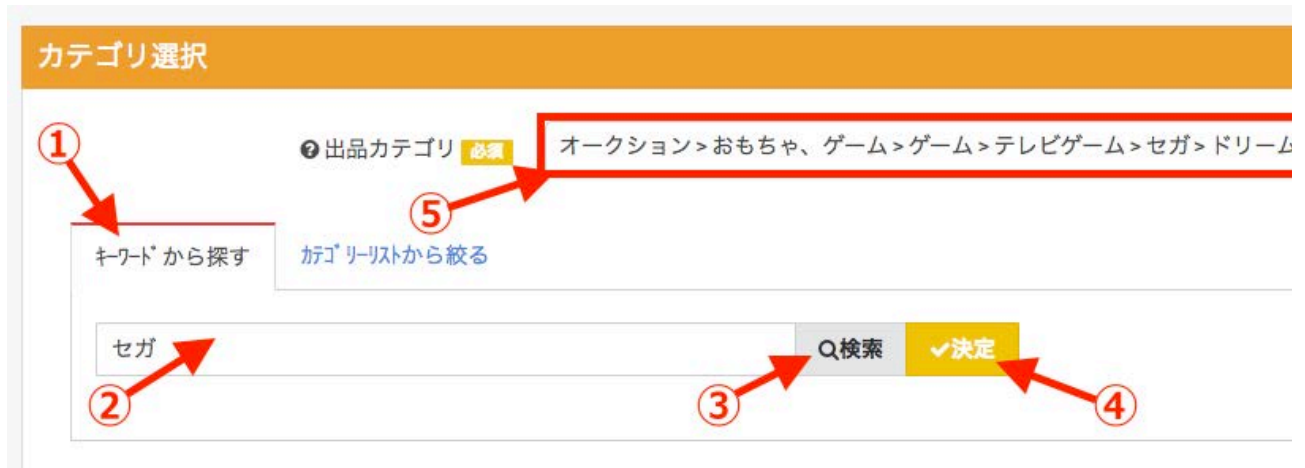 カテゴリ選択
①
出品カテゴリ 必須
オークション>おもちゃ、ゲーム>ゲーム>テレビゲーム>セガ>ドリーム
⑤
ｷｰﾜｰﾄﾞから探す
ｶﾃｺﾞﾘｰﾘｽﾄから絞る
セガ
検索
決定
②
③
④